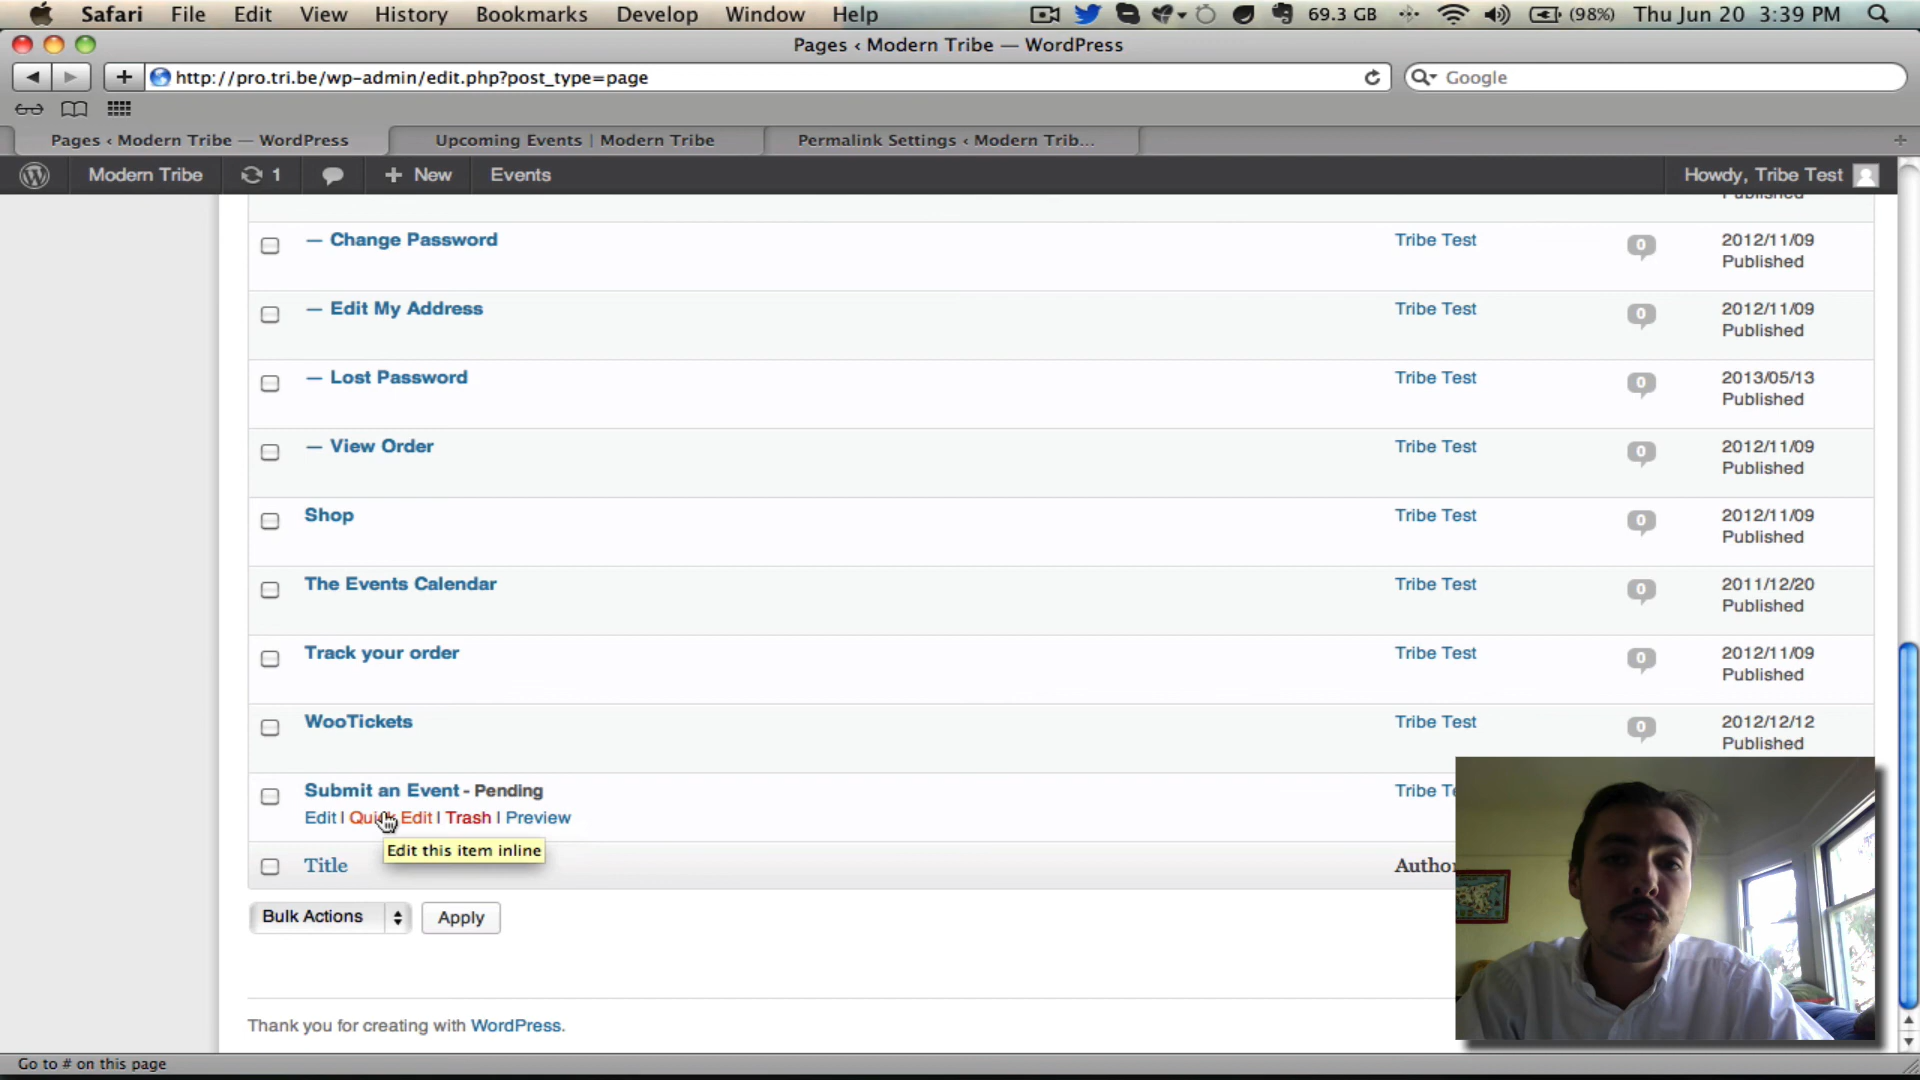 Safari File Edit View History Bookmarks Develop Window Help 69.3 GB (98%) Thu Jun 20 3:39 PM
Pages ‹ Modern Tribe — WordPress
http://pro.tri.be/wp-admin/edit.php?post_type=page Google
Pages ‹ Modern Tribe — WordPress Upcoming Events | Modern Tribe Permalink Settings ‹ Modern Trib...
Modern Tribe 1 + New Events Howdy, Tribe Test
Published
— Change Password Tribe Test 0 2012/11/09
Published
— Edit My Address Tribe Test 0 2012/11/09
Published
— Lost Password Tribe Test 0 2013/05/13
Published
— View Order Tribe Test 0 2012/11/09
Published
Shop Tribe Test 0 2012/11/09
Published
The Events Calendar Tribe Test 0 2011/12/20
Published
Track your order Tribe Test 0 2012/11/09
Published
WooTickets Tribe Test 0 2012/12/12
Published
Submit an Event - Pending Tribe Te
Edit | Quick Edit | Trash | Preview
Edit this item inline
Title Autho
Bulk Actions Apply
Thank you for creating with WordPress.
Go to # on this page